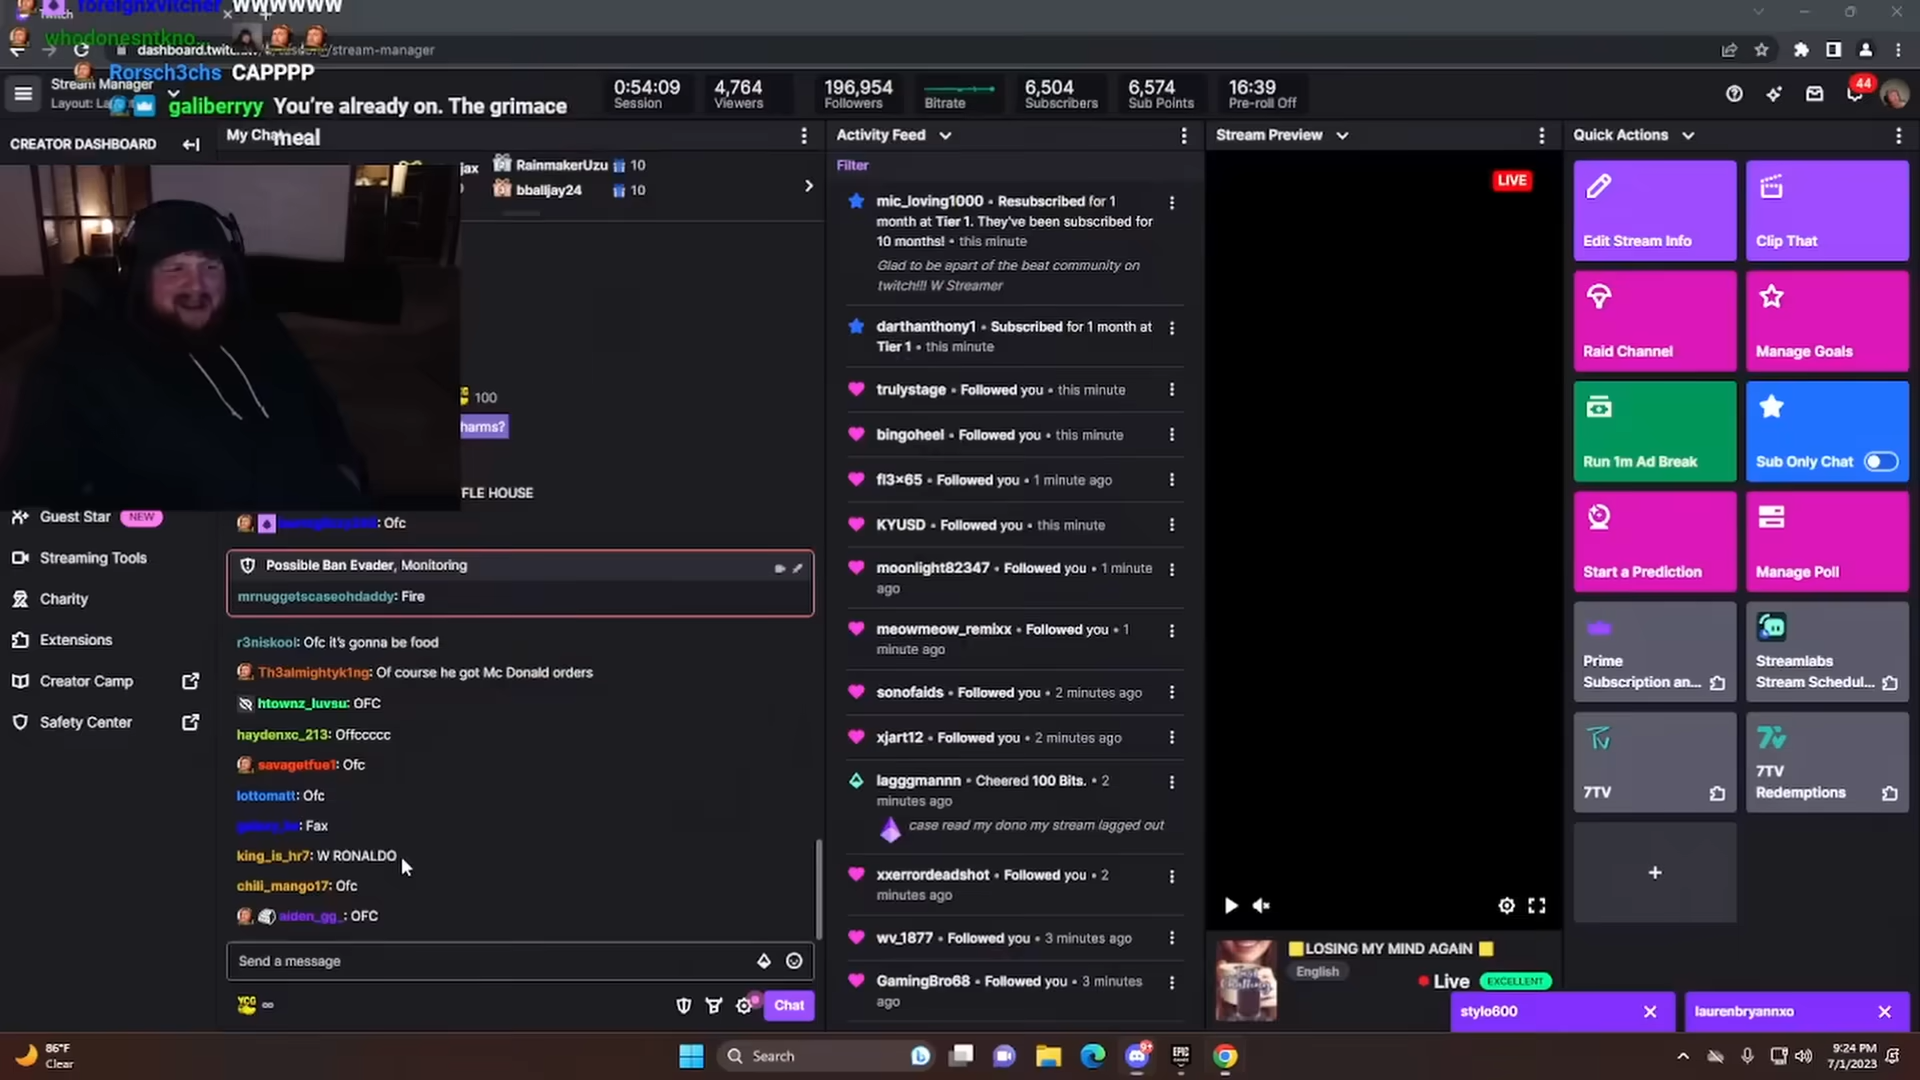 foreignxvitcher WWWWWW
Twitch
whodonesntkno...
dashboard.twitc
/stream-manager
Rorsch3chs CAPPPP
Stream Manager
galiberryy You're already on. The grimace
meal
0:54:09
Session
4,764
Viewers
196,954
Followers
Bitrate
6,504
Subscribers
6,574
Sub Points
16:39
Pre-roll Off
44
CREATOR DASHBOARD
My Chat
jax
RainmakerUzu 10
bballjay24 10
100
harms?
FLE HOUSE
: Ofc
Possible Ban Evader, Monitoring
mrnuggetscaseohdaddy: Fire
r3niskool: Ofc it's gonna be food
Th3almightyk1ng: Of course he got Mc Donald orders
htownz_luvsu: OFC
haydenxc_213: Offccccc
savagetfue1: Ofc
lottomatt: Ofc
: Fax
king_is_hr7: W RONALDO
chili_mango17: Ofc
aiden_gg_: OFC
Send a message
YCG
Chat
Guest Star NEW
Streaming Tools
Charity
Extensions
Creator Camp
Safety Center
Activity Feed
Filter
mic_loving1000 • Resubscribed for 1
month at Tier 1. They've been subscribed for
10 months! • this minute
Glad to be apart of the beat community on
twitch!!! W Streamer
darthanthony1 • Subscribed for 1 month at
Tier 1 • this minute
trulystage • Followed you • this minute
bingoheel • Followed you • this minute
fl3x65 • Followed you • 1 minute ago
KYUSD • Followed you • this minute
moonlight82347 • Followed you • 1 minute
ago
meowmeow_remixx • Followed you • 1
minute ago
sonofaids • Followed you • 2 minutes ago
xjart12 • Followed you • 2 minutes ago
lagggmannn • Cheered 100 Bits. • 2
minutes ago
case read my dono my stream lagged out
xxerrordeadshot • Followed you • 2
minutes ago
wv_1877 • Followed you • 3 minutes ago
GamingBro68 • Followed you • 3 minutes
ago
Stream Preview
LIVE
LOSING MY MIND AGAIN
English
Live EXCELLENT
stylo600
laurenbryannxo
Quick Actions
Edit Stream Info
Clip That
Raid Channel
Manage Goals
Run 1m Ad Break
Sub Only Chat
Start a Prediction
Manage Poll
Prime
Subscription an...
Streamlabs
Stream Schedul...
7TV
7TV
Redemptions
86°F
Clear
Search
EPIC
9:24 PM
7/1/2023